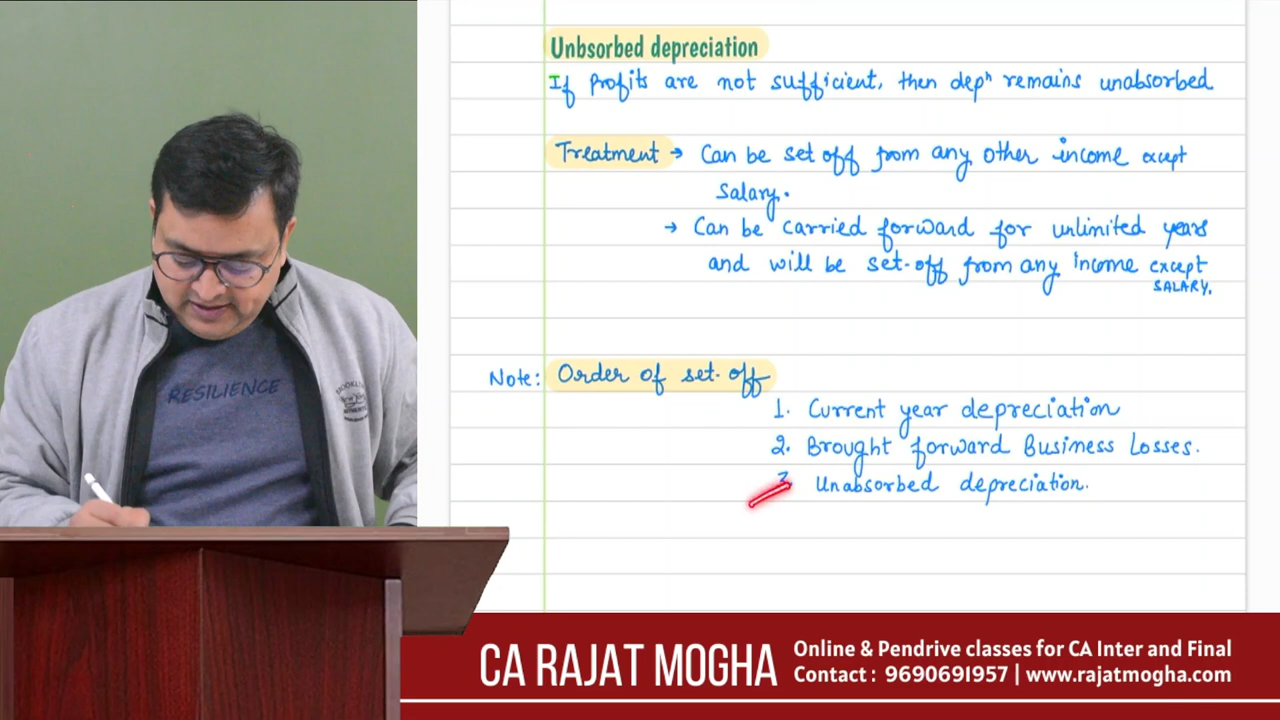 Unbsorbed depreciation
If Profits are not sufficient, then depⁿ remains unabsorbed
Treatment → Can be set off from any other income except
Salary.
→ Can be carried forward for unlimited years
and will be set-off from any income except
SALARY.
Note: Order of set-off
1. Current year depreciation
2. Brought forward Business Losses.
3 Unabsorbed depreciation.
RESILIENCE
CA RAJAT MOGHA
Online & Pendrive classes for CA Inter and Final
Contact : 9690691957 | www.rajatmogha.com